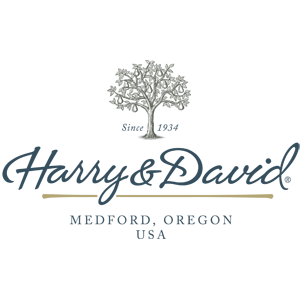 Since 1934
Harry & David®
MEDFORD, OREGON
USA